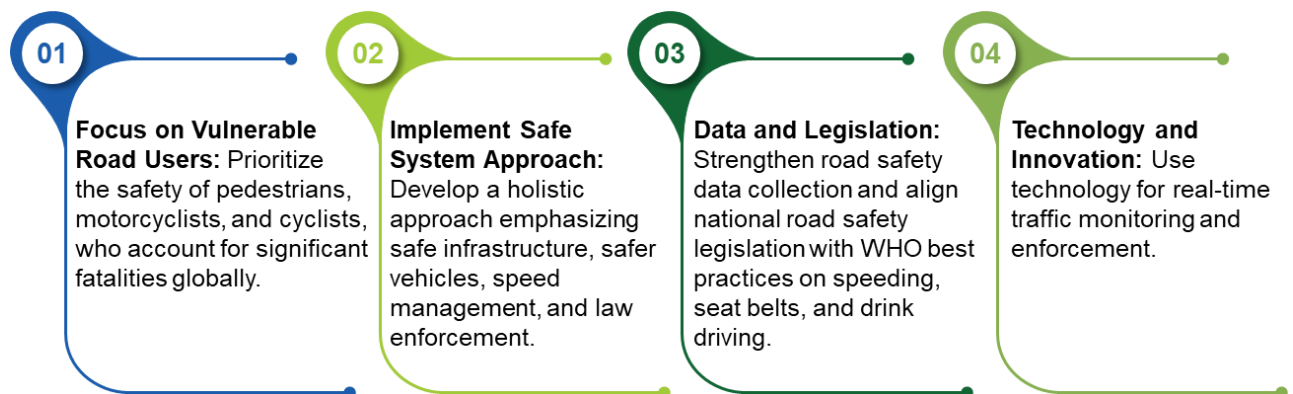 01
Focus on Vulnerable
Road Users: Prioritize
the safety of pedestrians,
motorcyclists, and cyclists,
who account for significant
fatalities globally.
02
Implement Safe
System Approach:
Develop a holistic
approach emphasizing
safe infrastructure, safer
vehicles, speed
management, and law
enforcement.
03
Data and Legislation:
Strengthen road safety
data collection and align
national road safety
legislation with WHO best
practices on speeding,
seat belts, and drink
driving.
04
Technology and
Innovation: Use
technology for real-time
traffic monitoring and
enforcement.